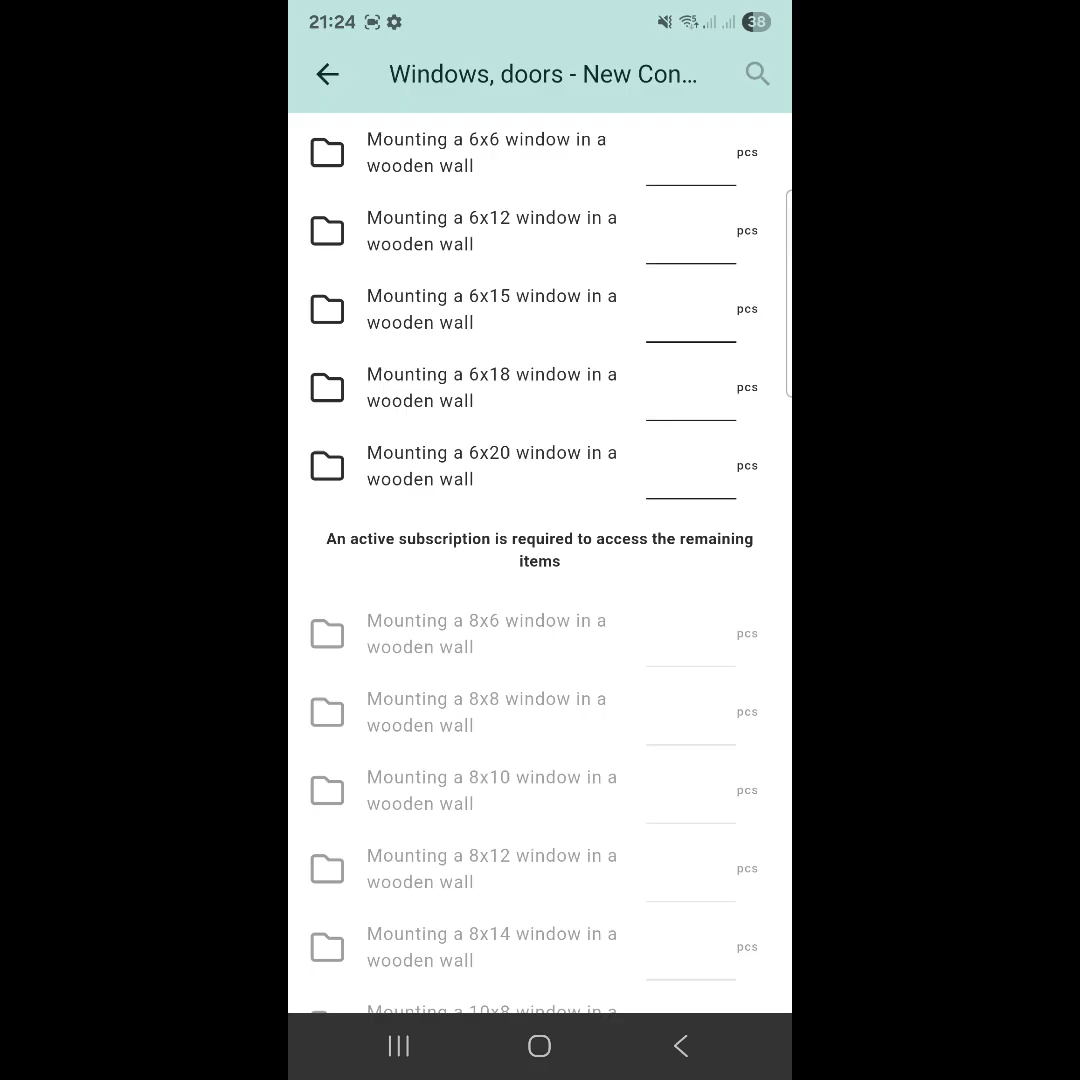 21:24
38
Windows, doors - New Con...
Mounting a 6x6 window in a
wooden wall
pcs
Mounting a 6x12 window in a
wooden wall
pcs
Mounting a 6x15 window in a
wooden wall
pcs
Mounting a 6x18 window in a
wooden wall
pcs
Mounting a 6x20 window in a
wooden wall
pcs
An active subscription is required to access the remaining
items
Mounting a 8x6 window in a
wooden wall
pcs
Mounting a 8x8 window in a
wooden wall
pcs
Mounting a 8x10 window in a
wooden wall
pcs
Mounting a 8x12 window in a
wooden wall
pcs
Mounting a 8x14 window in a
wooden wall
pcs
Mounting a 10x8 window in a